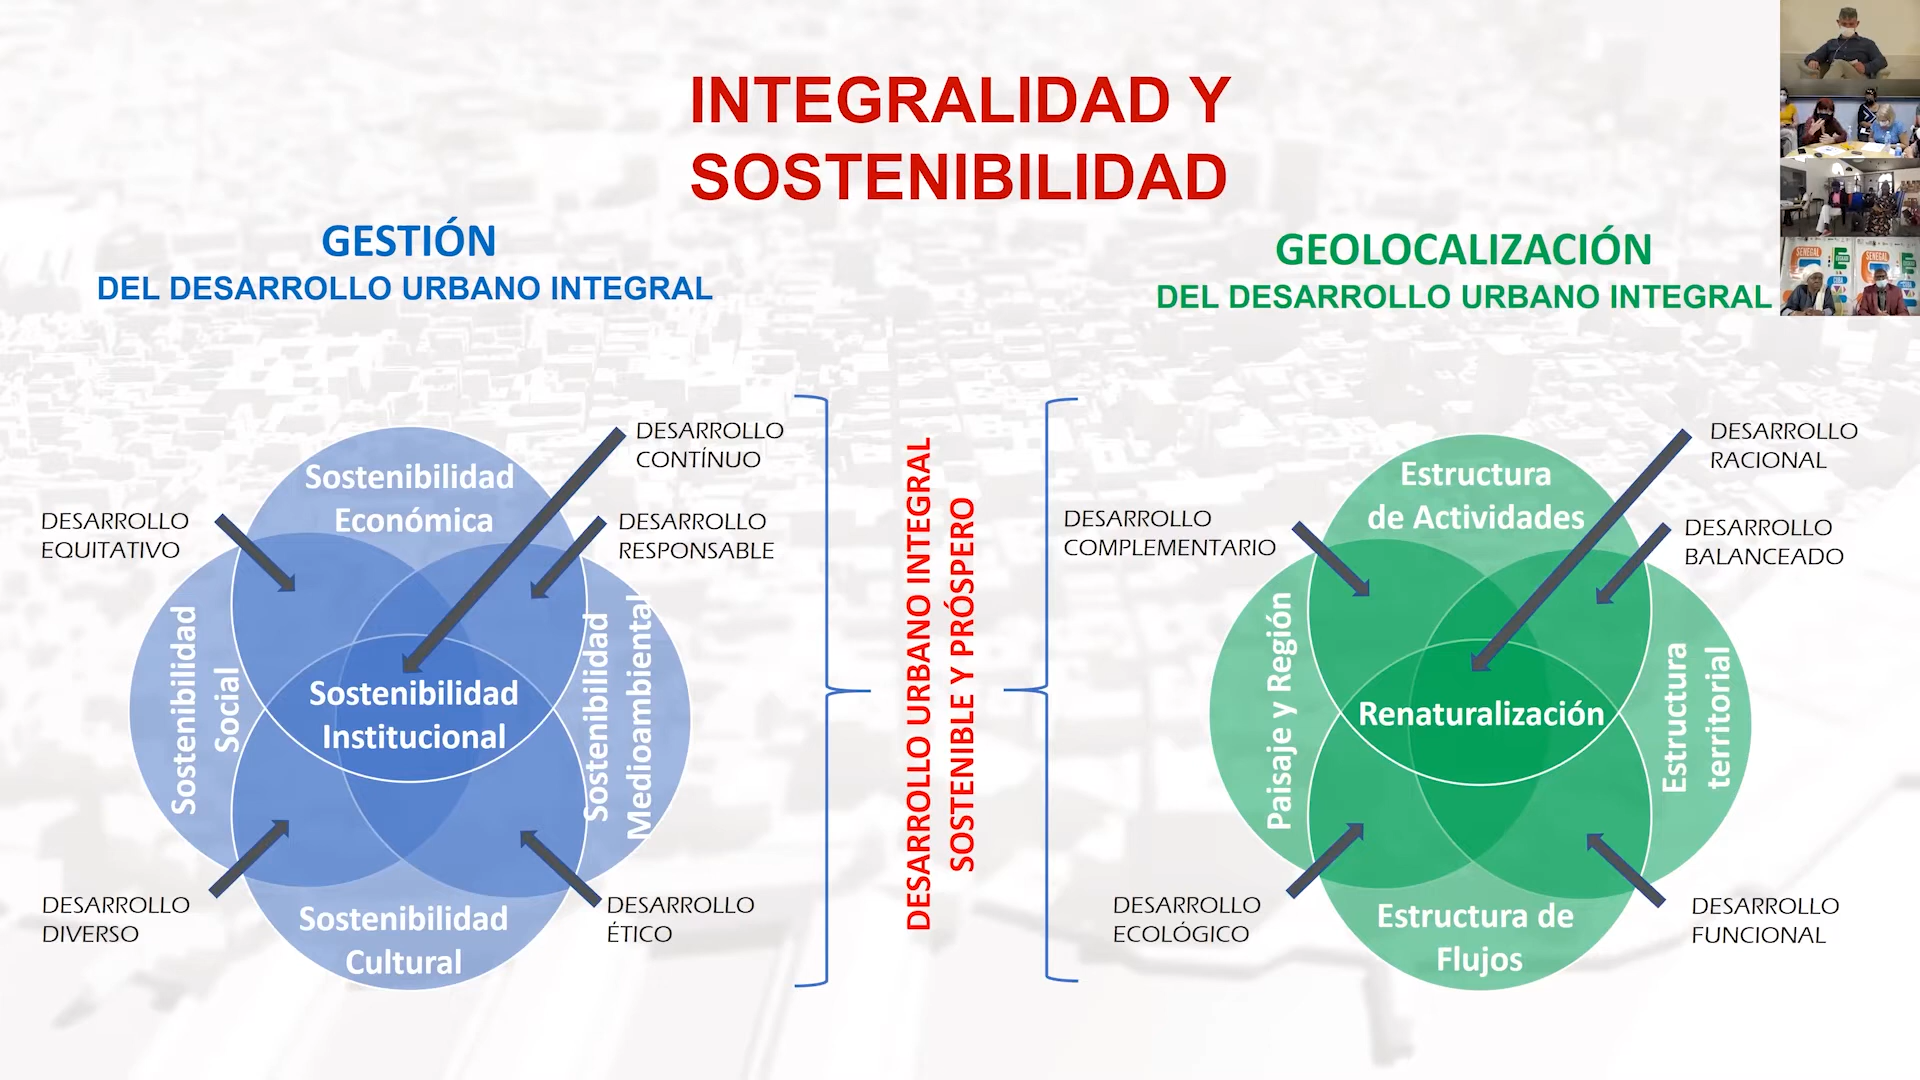 INTEGRALIDAD Y
SOSTENIBILIDAD
GESTIÓN
DEL DESARROLLO URBANO INTEGRAL
DESARROLLO
CONTÍNUO
DESARROLLO
EQUITATIVO
DESARROLLO
RESPONSABLE
Sostenibilidad
Económica
Sostenibilidad
Social
Sostenibilidad
Institucional
Sostenibilidad
Medioambiental
Sostenibilidad
Cultural
DESARROLLO
DIVERSO
DESARROLLO
ÉTICO
DESARROLLO URBANO INTEGRAL
SOSTENIBLE Y PRÓSPERO
GEOLOCALIZACIÓN
DEL DESARROLLO URBANO INTEGRAL
DESARROLLO
RACIONAL
DESARROLLO
COMPLEMENTARIO
DESARROLLO
BALANCEADO
Estructura
de Actividades
Paisaje y Región
Renaturalización
Estructura
territorial
Estructura de
Flujos
DESARROLLO
ECOLÓGICO
DESARROLLO
FUNCIONAL
SENEGAL
SENEGAL